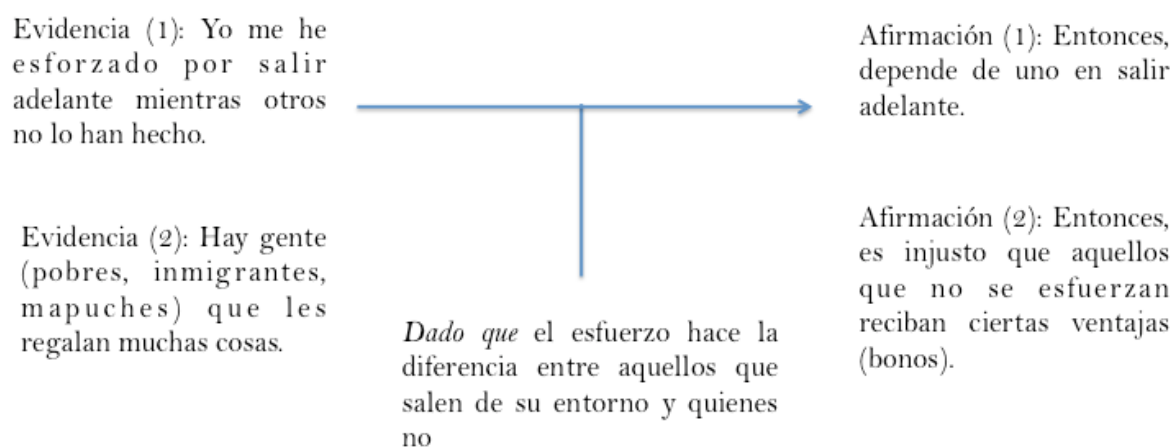 Evidencia (1): Yo me he
esforzado por salir
adelante mientras otros
no lo han hecho.
Afirmación (1): Entonces,
depende de uno en salir
adelante.
Evidencia (2): Hay gente
(pobres, inmigrantes,
mapuches) que les
regalan muchas cosas.
Afirmación (2): Entonces,
es injusto que aquellos
que no se esfuerzan
reciban ciertas ventajas
(bonos).
Dado que el esfuerzo hace la
diferencia entre aquellos que
salen de su entorno y quienes
no